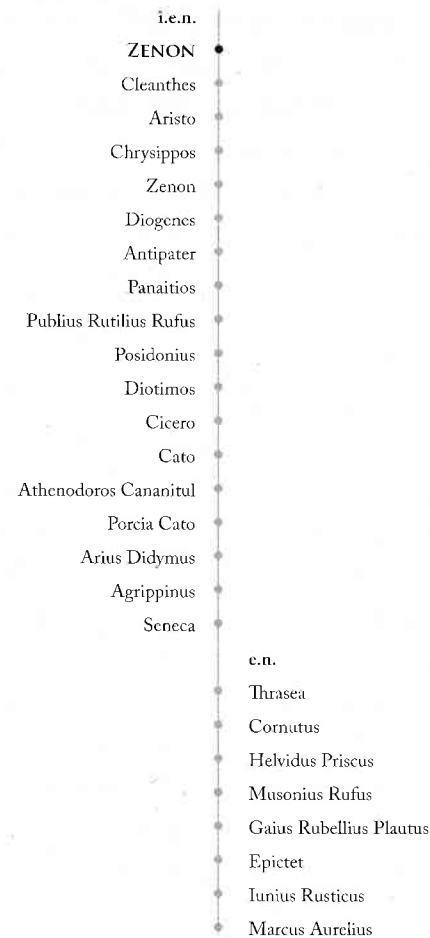 i.e.n.
ZENON
Cleanthes
Aristo
Chrysippos
Zenon
Diogenes
Antipater
Panaitios
Publius Rutilius Rufus
Posidonius
Diotimos
Cicero
Cato
Athenodoros Cananitul
Porcia Cato
Arius Didymus
Agrippinus
Seneca
e.n.
Thrasea
Cornutus
Helvidus Priscus
Musonius Rufus
Gaius Rubellius Plautus
Epictet
Iunius Rusticus
Marcus Aurelius